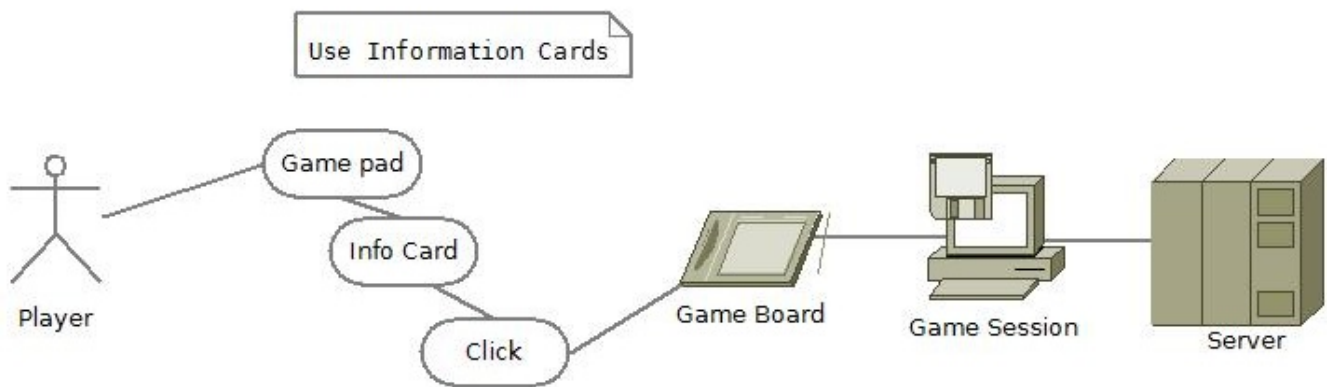 Use Information Cards
Game pad
Info Card
Click
Player
Game Board
Game Session
Server